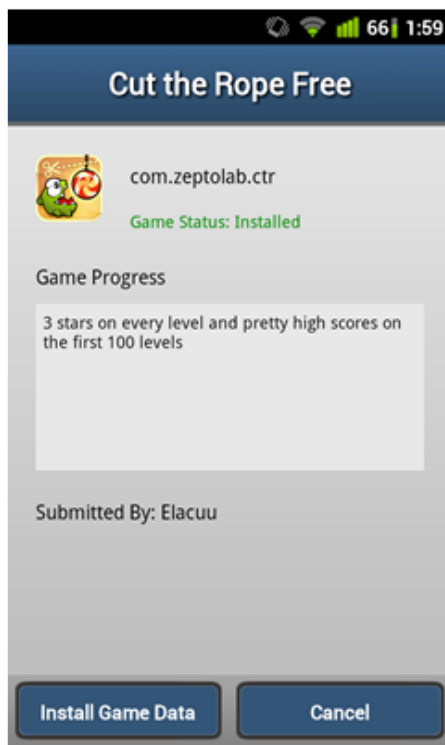 66 1:59
Cut the Rope Free
com.zeptolab.ctr
Game Status: Installed
Game Progress
3 stars on every level and pretty high scores on
the first 100 levels
Submitted By: Elacuu
Install Game Data
Cancel